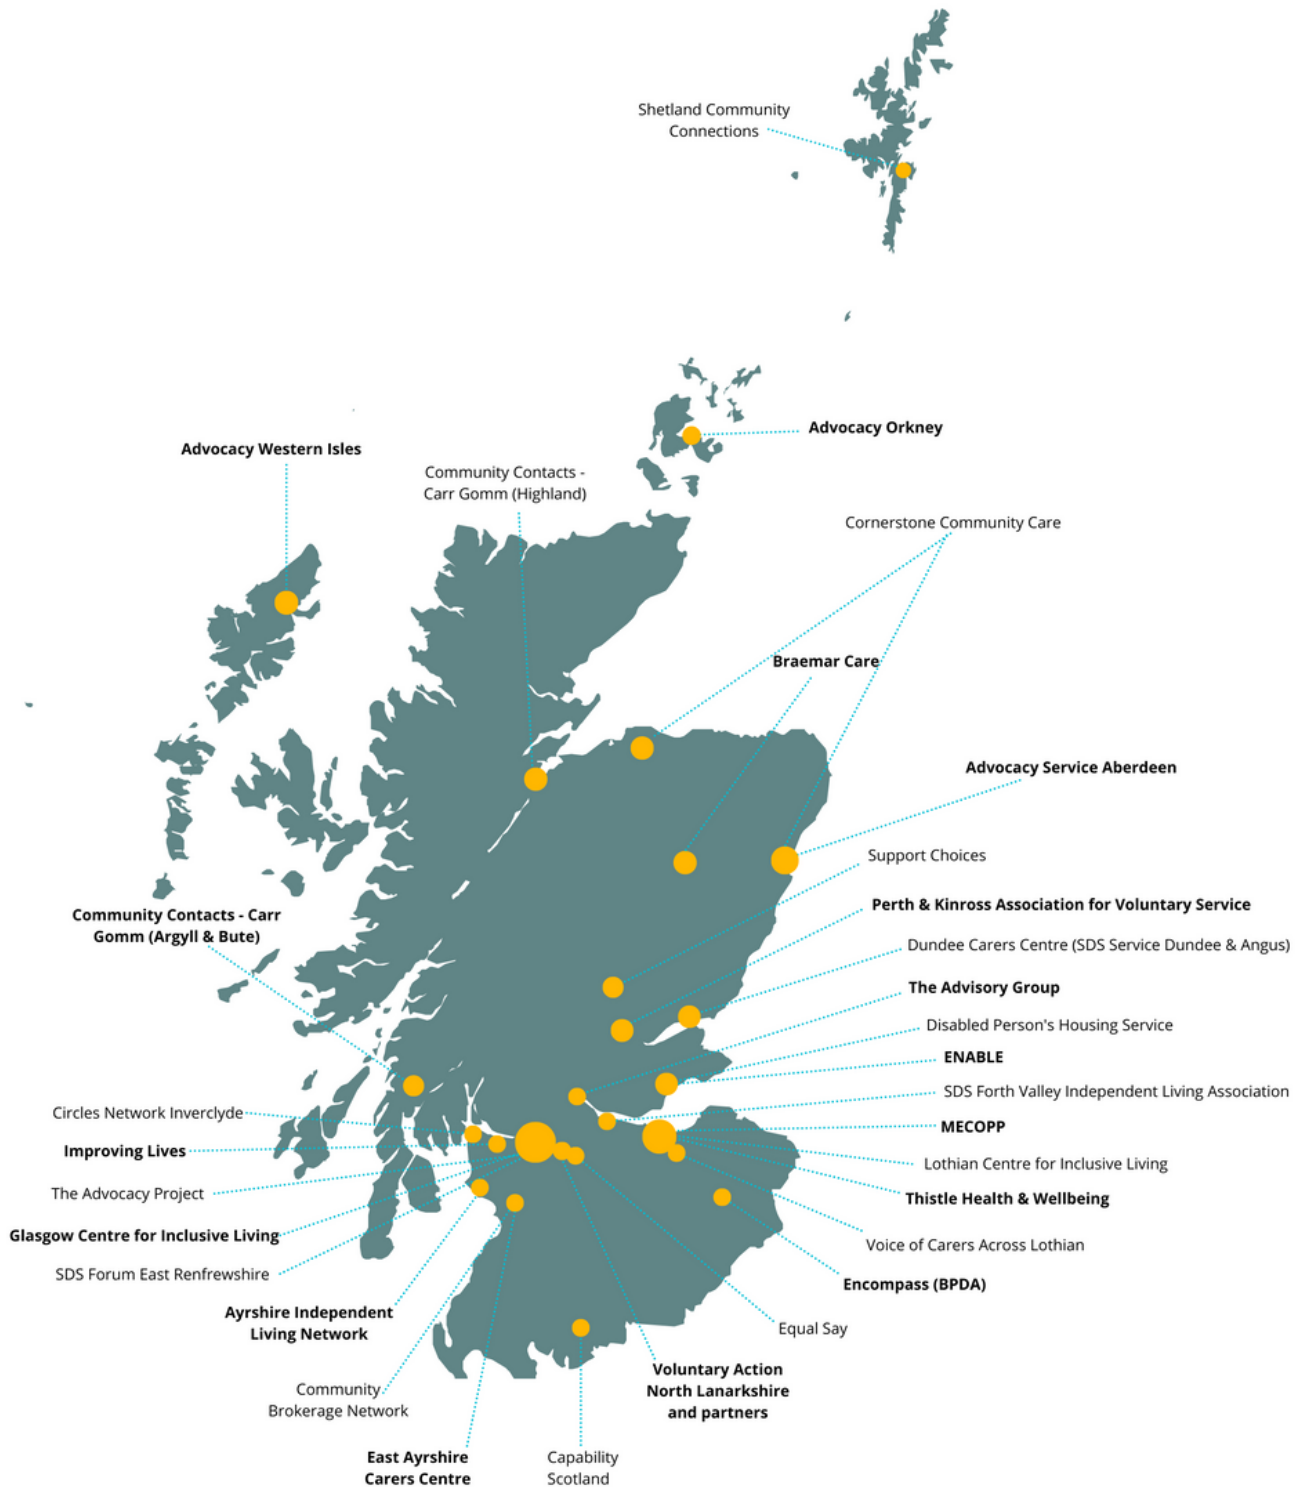 Shetland Community
Connections
Advocacy Orkney
Advocacy Western Isles
Community Contacts -
Carr Gomm (Highland)
Cornerstone Community Care
Braemar Care
Advocacy Service Aberdeen
Support Choices
Perth & Kinross Association for Voluntary Service
Community Contacts - Carr
Gomm (Argyll & Bute)
Dundee Carers Centre (SDS Service Dundee & Angus)
The Advisory Group
Disabled Person's Housing Service
ENABLE
SDS Forth Valley Independent Living Association
Circles Network Inverclyde
MECOPP
Improving Lives
Lothian Centre for Inclusive Living
The Advocacy Project
Thistle Health & Wellbeing
Glasgow Centre for Inclusive Living
Voice of Carers Across Lothian
SDS Forum East Renfrewshire
Encompass (BPDA)
Ayrshire Independent
Living Network
Equal Say
Voluntary Action
North Lanarkshire
and partners
Community
Brokerage Network
East Ayrshire
Carers Centre
Capability
Scotland